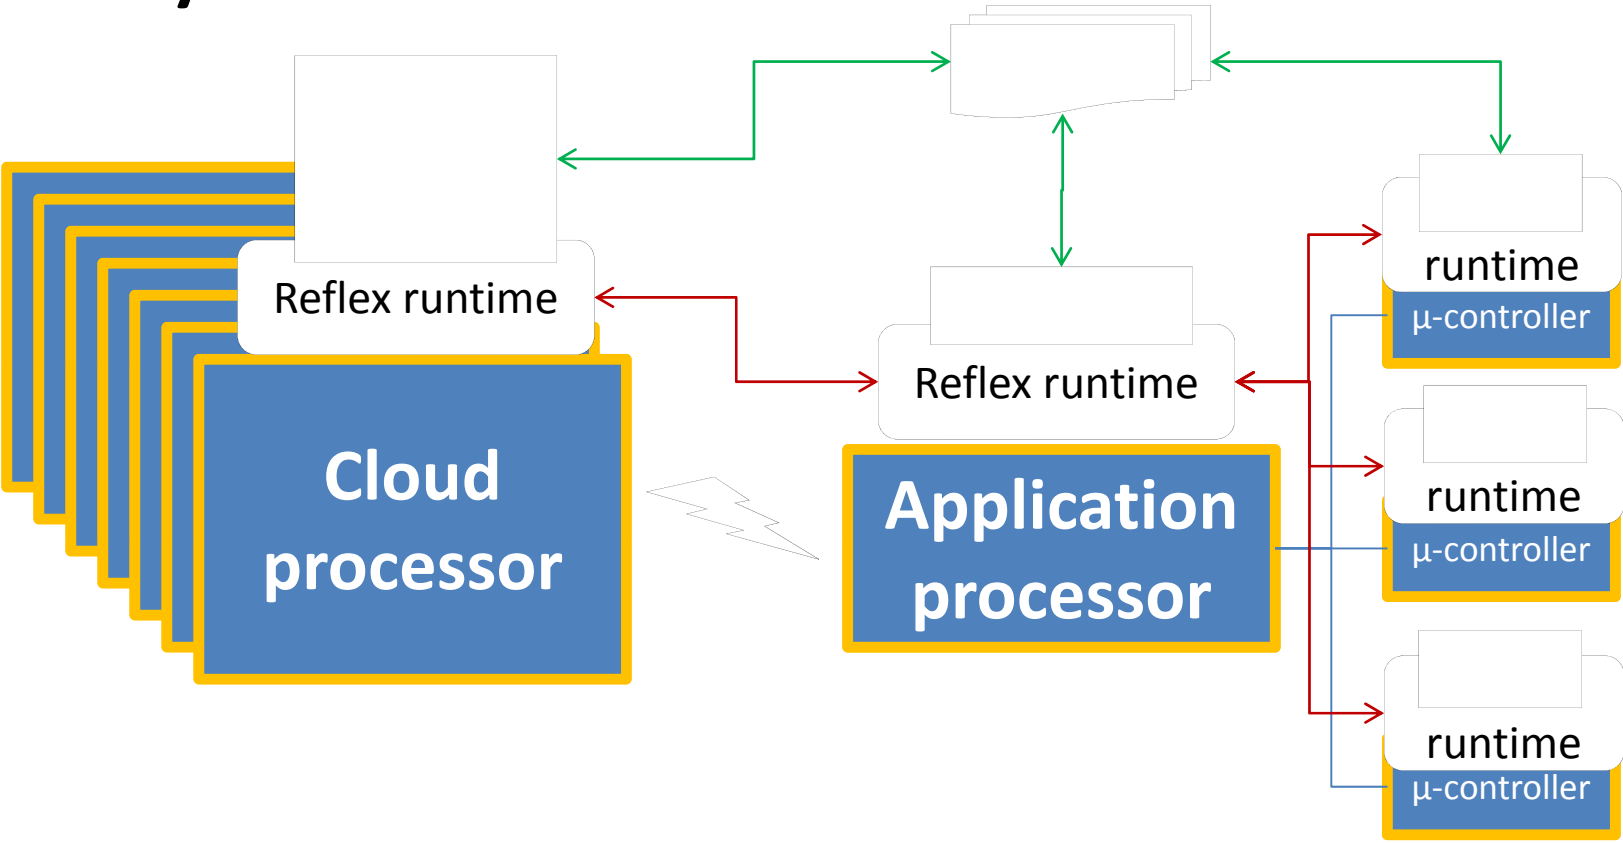 Reflex runtime
Cloud
processor
Reflex runtime
Application
processor
runtime
μ-controller
runtime
μ-controller
runtime
μ-controller